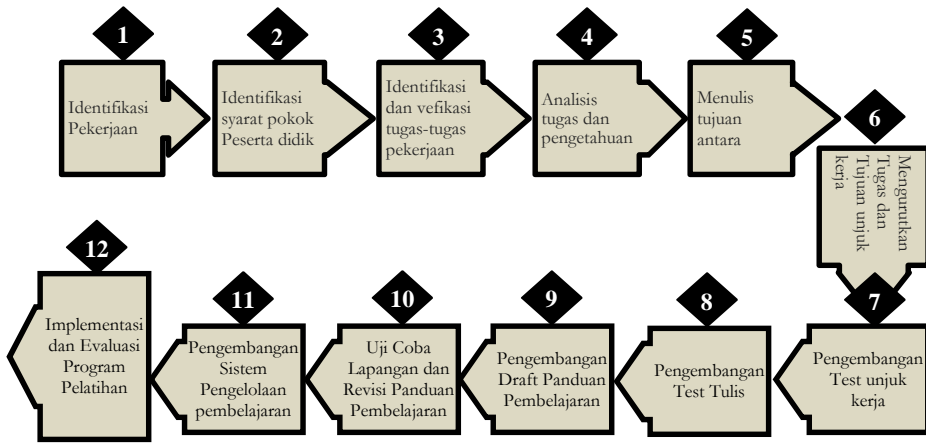 1
Identifikasi
Pekerjaan
2
Identifikasi
syarat pokok
Peserta didik
3
Identifikasi
dan vefikasi
tugas-tugas
pekerjaan
4
Analisis
tugas dan
pengetahuan
5
Menulis
tujuan
antara
6
Mengurutkan
Tugas dan
Tujuan unjuk
kerja
7
Pengembangan
Test unjuk
kerja
8
Pengembangan
Test Tulis
9
Pengembangan
Draft Panduan
Pembelajaran
10
Uji Coba
Lapangan dan
Revisi Panduan
Pembelajaran
11
Pengembangan
Sistem
Pengelolaan
pembelajaran
12
Implementasi
dan Evaluasi
Program
Pelatihan